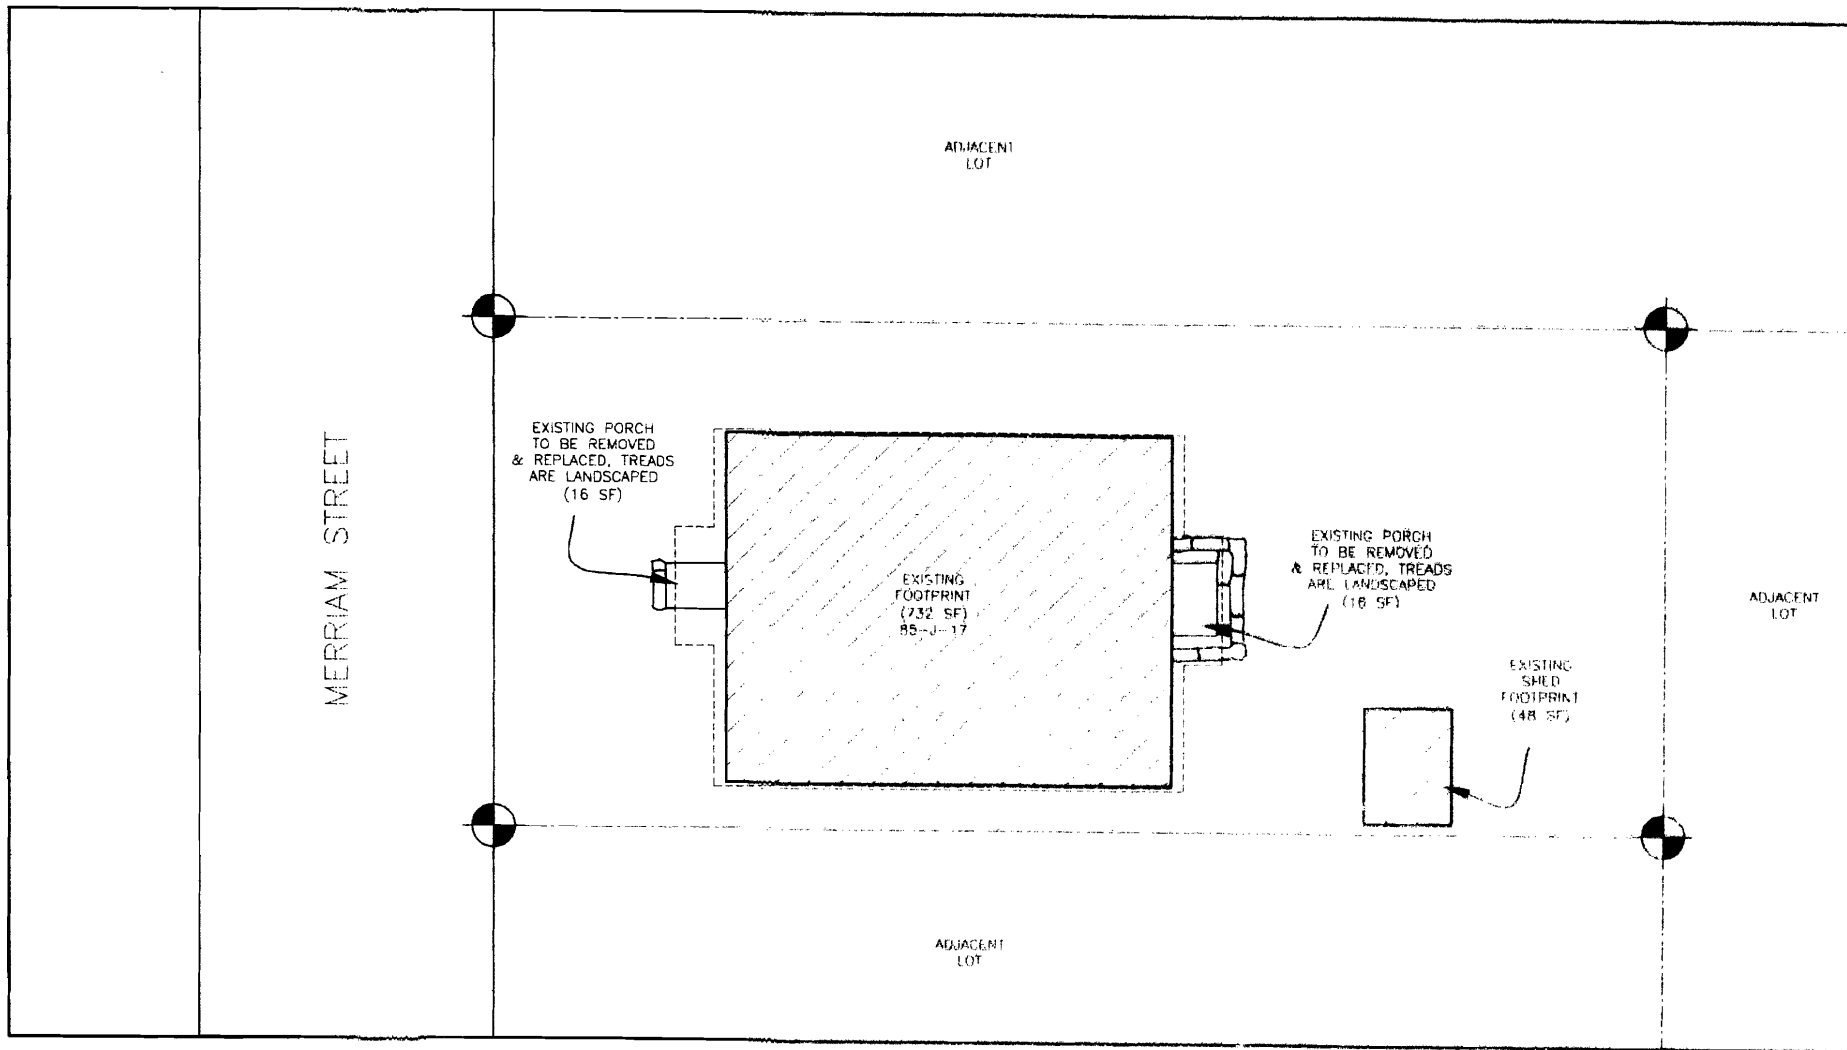 ADJACENT
LOT
MERRIAM STREET
EXISTING PORCH
TO BE REMOVED
& REPLACED, TREADS
ARE LANDSCAPED
(16 SF)
EXISTING
FOOTPRINT
(732 SF)
85-J-17
EXISTING PORCH
TO BE REMOVED
& REPLACED, TREADS
ARE LANDSCAPED
(16 SF)
ADJACENT
LOT
EXISTING
SHED
FOOTPRINT
(48 SF)
ADJACENT
LOT